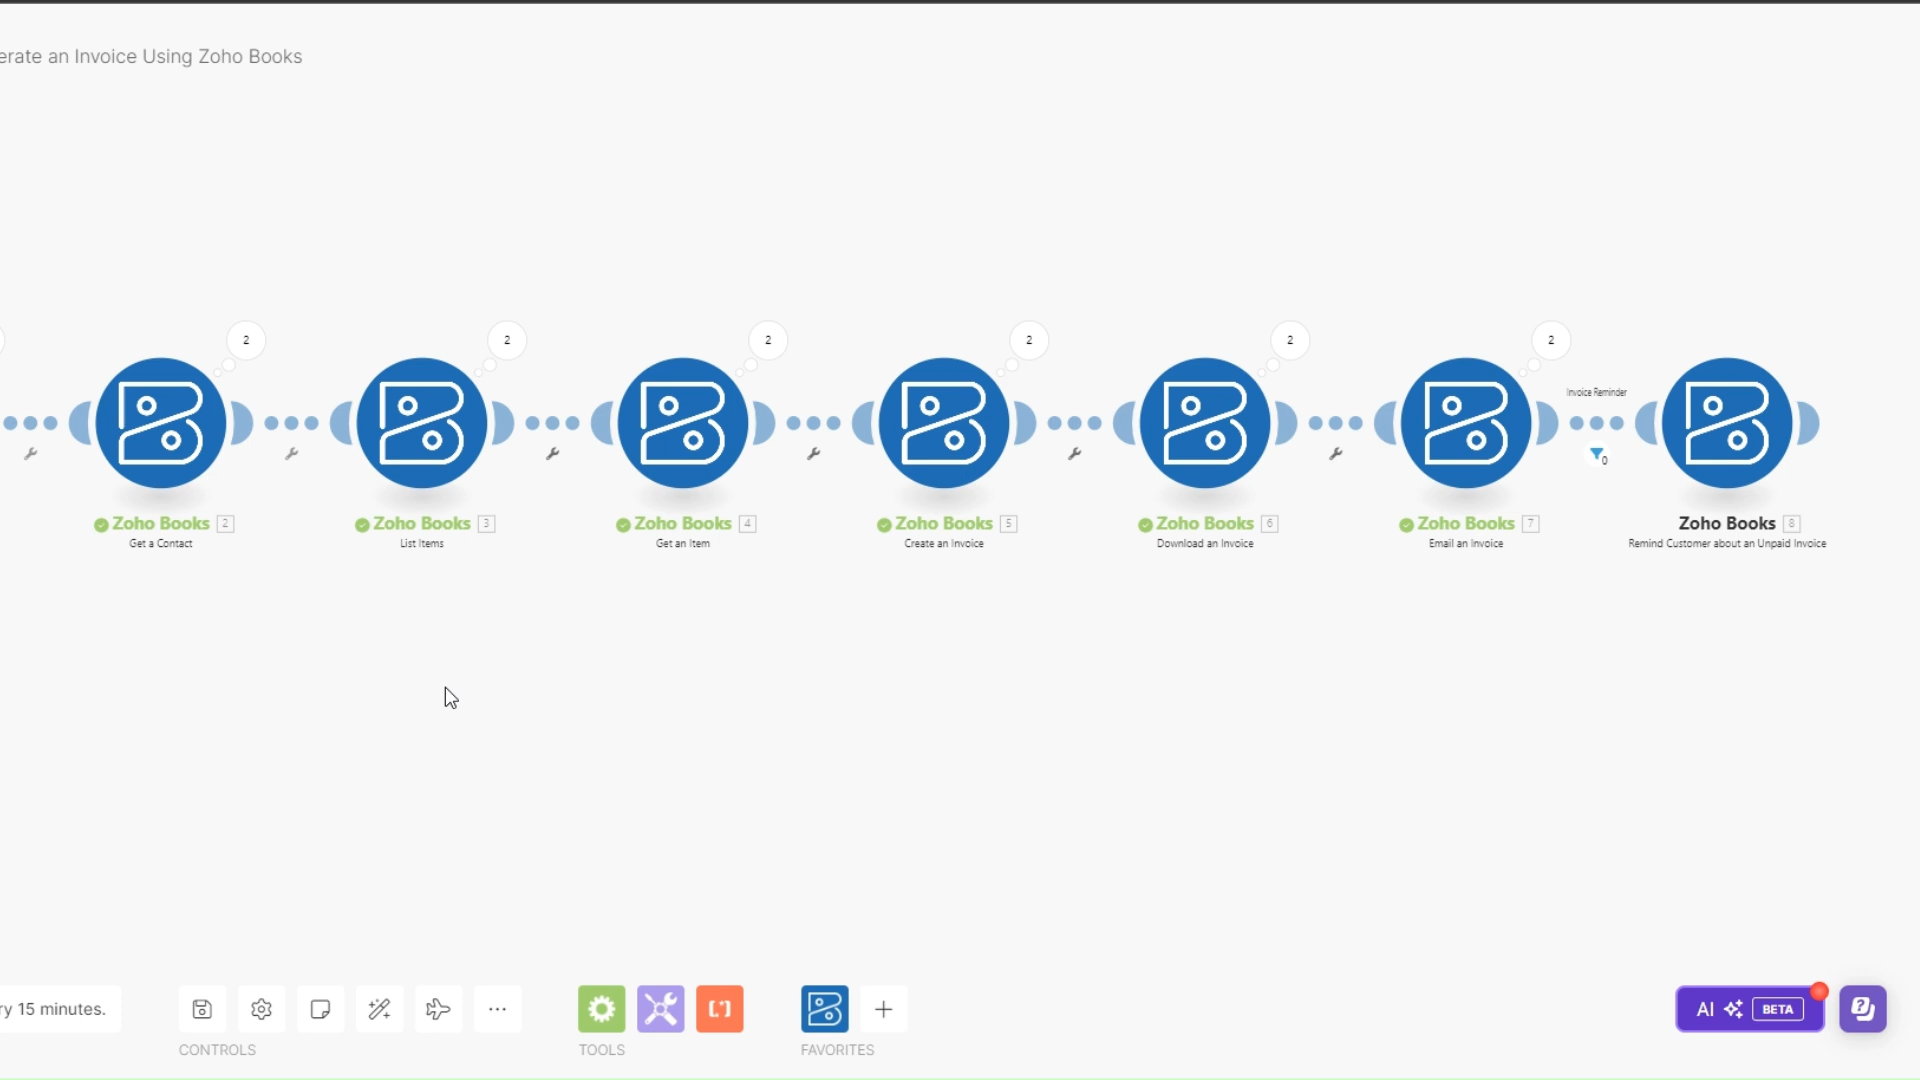 erate an Invoice Using Zoho Books
2
2
2
2
2
2
Invoice Reminder
0
Zoho Books 2
Get a Contact
Zoho Books 3
List Items
Zoho Books 4
Get an Item
Zoho Books 5
Create an Invoice
Zoho Books 6
Download an Invoice
Zoho Books 7
Email an Invoice
Zoho Books 8
Remind Customer about an Unpaid Invoice
ry 15 minutes.
CONTROLS
[.*]
TOOLS
FAVORITES
AI BETA